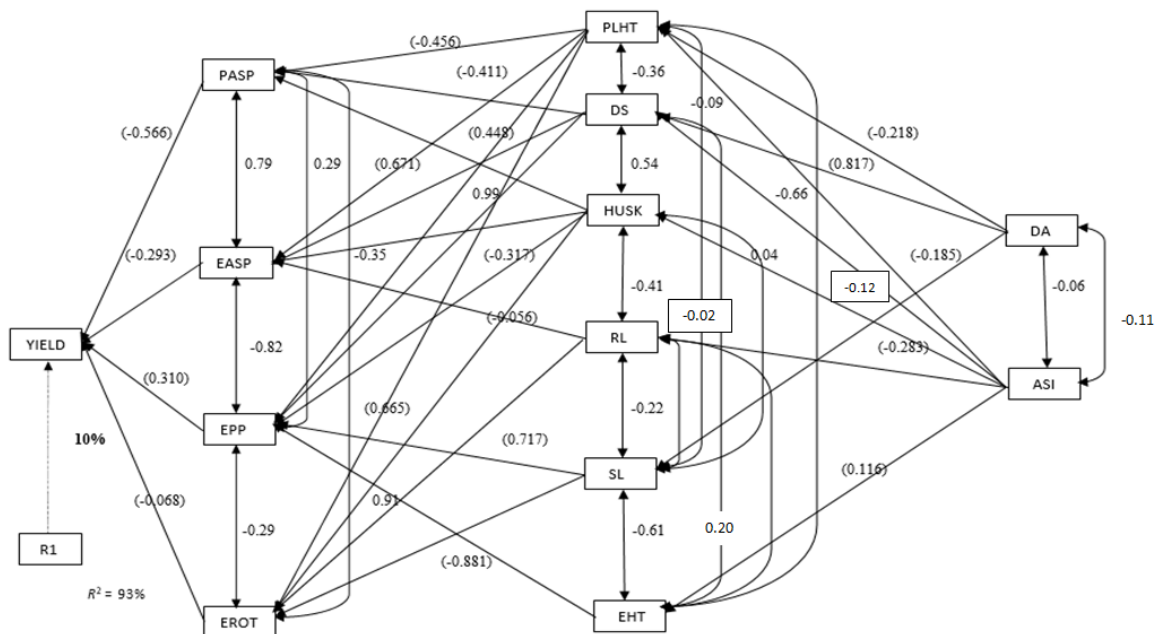 PLHT
(-0.456)
PASP
-0.36
(-0.411)
DS
-0.09
(-0.566)
(0.448)
(-0.218)
0.79
0.29
(0.671)
0.54
(0.817)
0.99
-0.66
HUSK
DA
(-0.293)
EASP
-0.35
(-0.317)
0.04
(-0.185)
-0.06
-0.12
-0.41
-0.02
-0.11
YIELD
-0.82
(-0.056)
RL
(-0.283)
ASI
(0.310)
(0.665)
-0.22
10%
EPP
(0.717)
SL
(0.116)
(-0.068)
0.91
R1
-0.29
-0.61
0.20
(-0.881)
R² = 93%
EROT
EHT